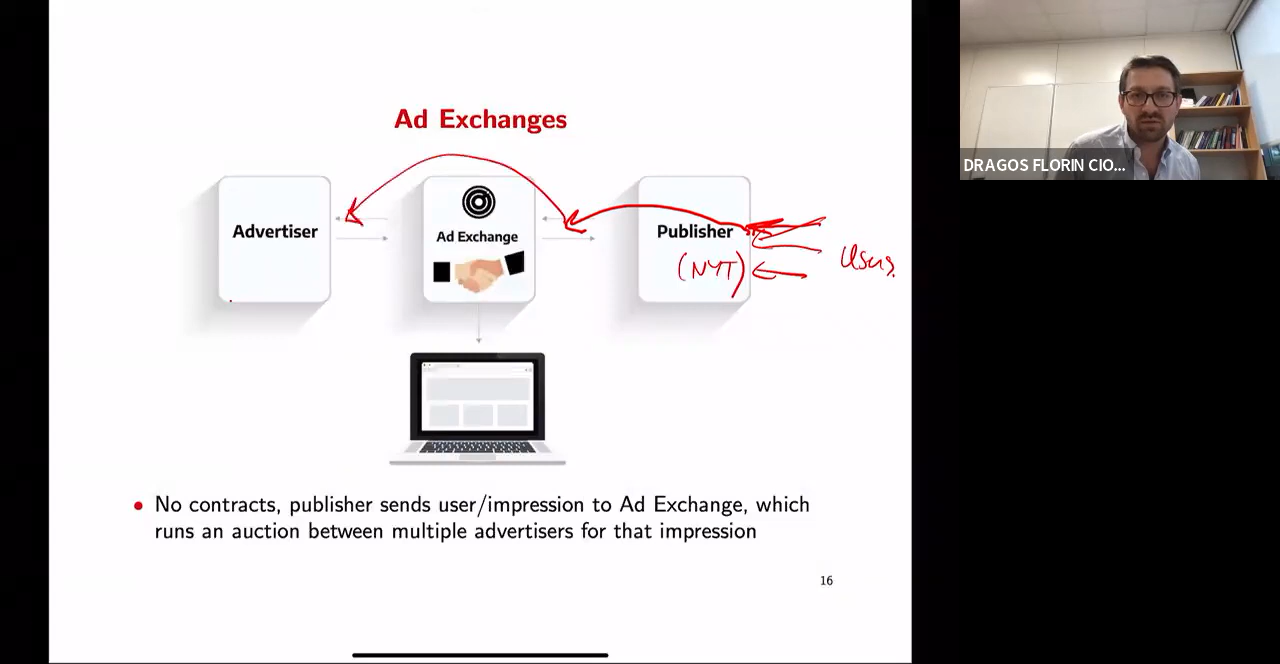 Ad Exchanges
Advertiser
Ad Exchange
Publisher
(NYT)
Users
No contracts, publisher sends user/impression to Ad Exchange, which
runs an auction between multiple advertisers for that impression
16
DRAGOS FLORIN CIO...